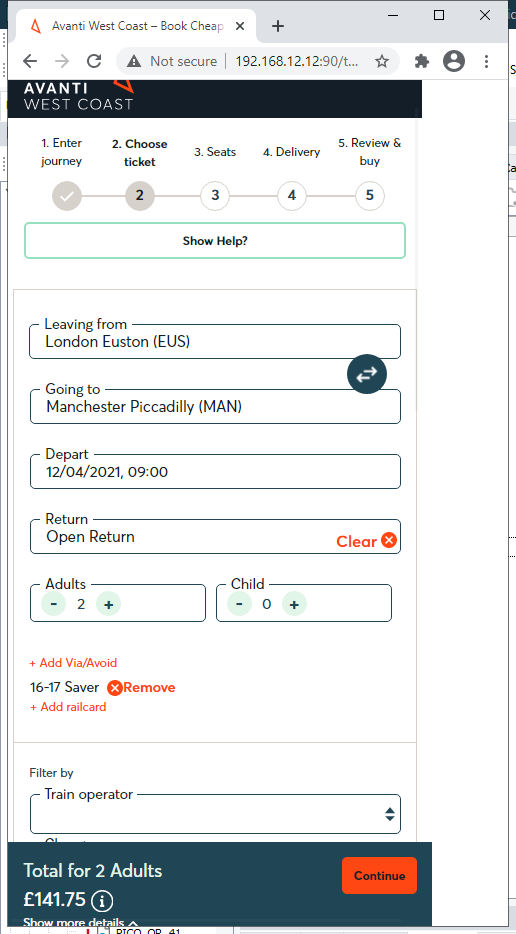 Avanti West Coast – Book Cheap
Not secure | 192.168.12.12:90/t...
AVANTI
WEST COAST
1. Enter journey
2. Choose ticket
3. Seats
4. Delivery
5. Review & buy
2
3
4
5
Show Help?
Leaving from
London Euston (EUS)
Going to
Manchester Piccadilly (MAN)
Depart
12/04/2021, 09:00
Return
Open Return
Clear
Adults
- 2 +
Child
- 0 +
+ Add Via/Avoid
16-17 Saver Remove
+ Add railcard
Filter by
Train operator
Total for 2 Adults
£141.75
Continue
Show more details